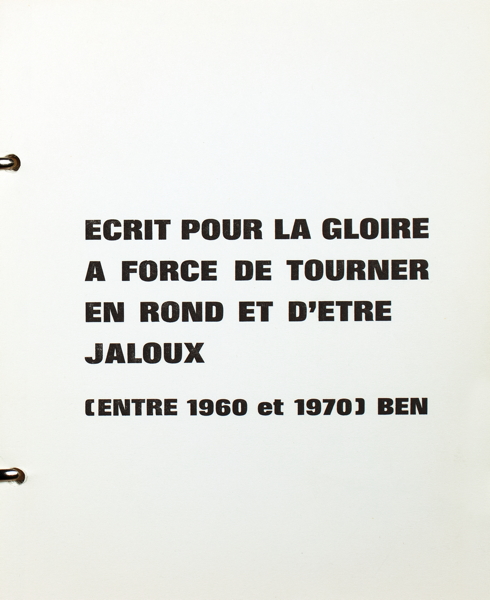 ECRIT POUR LA GLOIRE
A FORCE DE TOURNER
EN ROND ET D'ETRE
JALOUX
(ENTRE 1960 et 1970) BEN